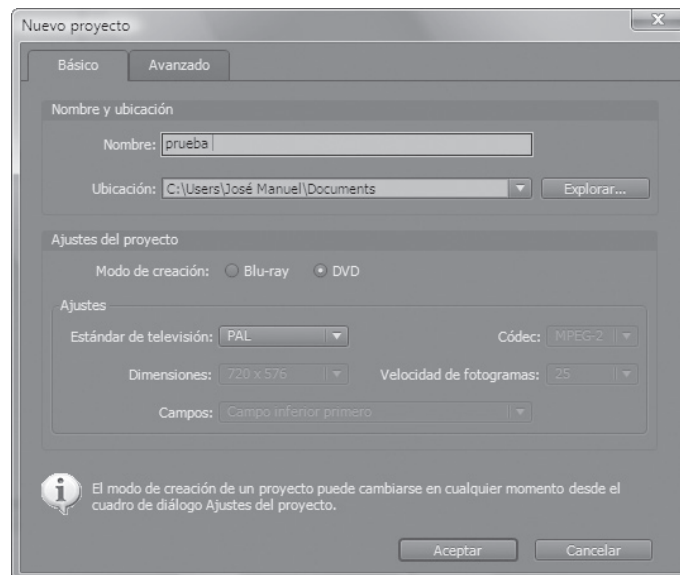 Nuevo proyecto
Básico Avanzado
Nombre y ubicación
Nombre: prueba
Ubicación: C:\Users\José Manuel\Documents Explorar...
Ajustes del proyecto
Modo de creación: Blu-ray DVD
Ajustes
Estándar de televisión: PAL Códec: MPEG-2
Dimensiones: 720 x 576 Velocidad de fotogramas: 25
Campos: Campo inferior primero
El modo de creación de un proyecto puede cambiarse en cualquier momento desde el
cuadro de diálogo Ajustes del proyecto.
Aceptar Cancelar